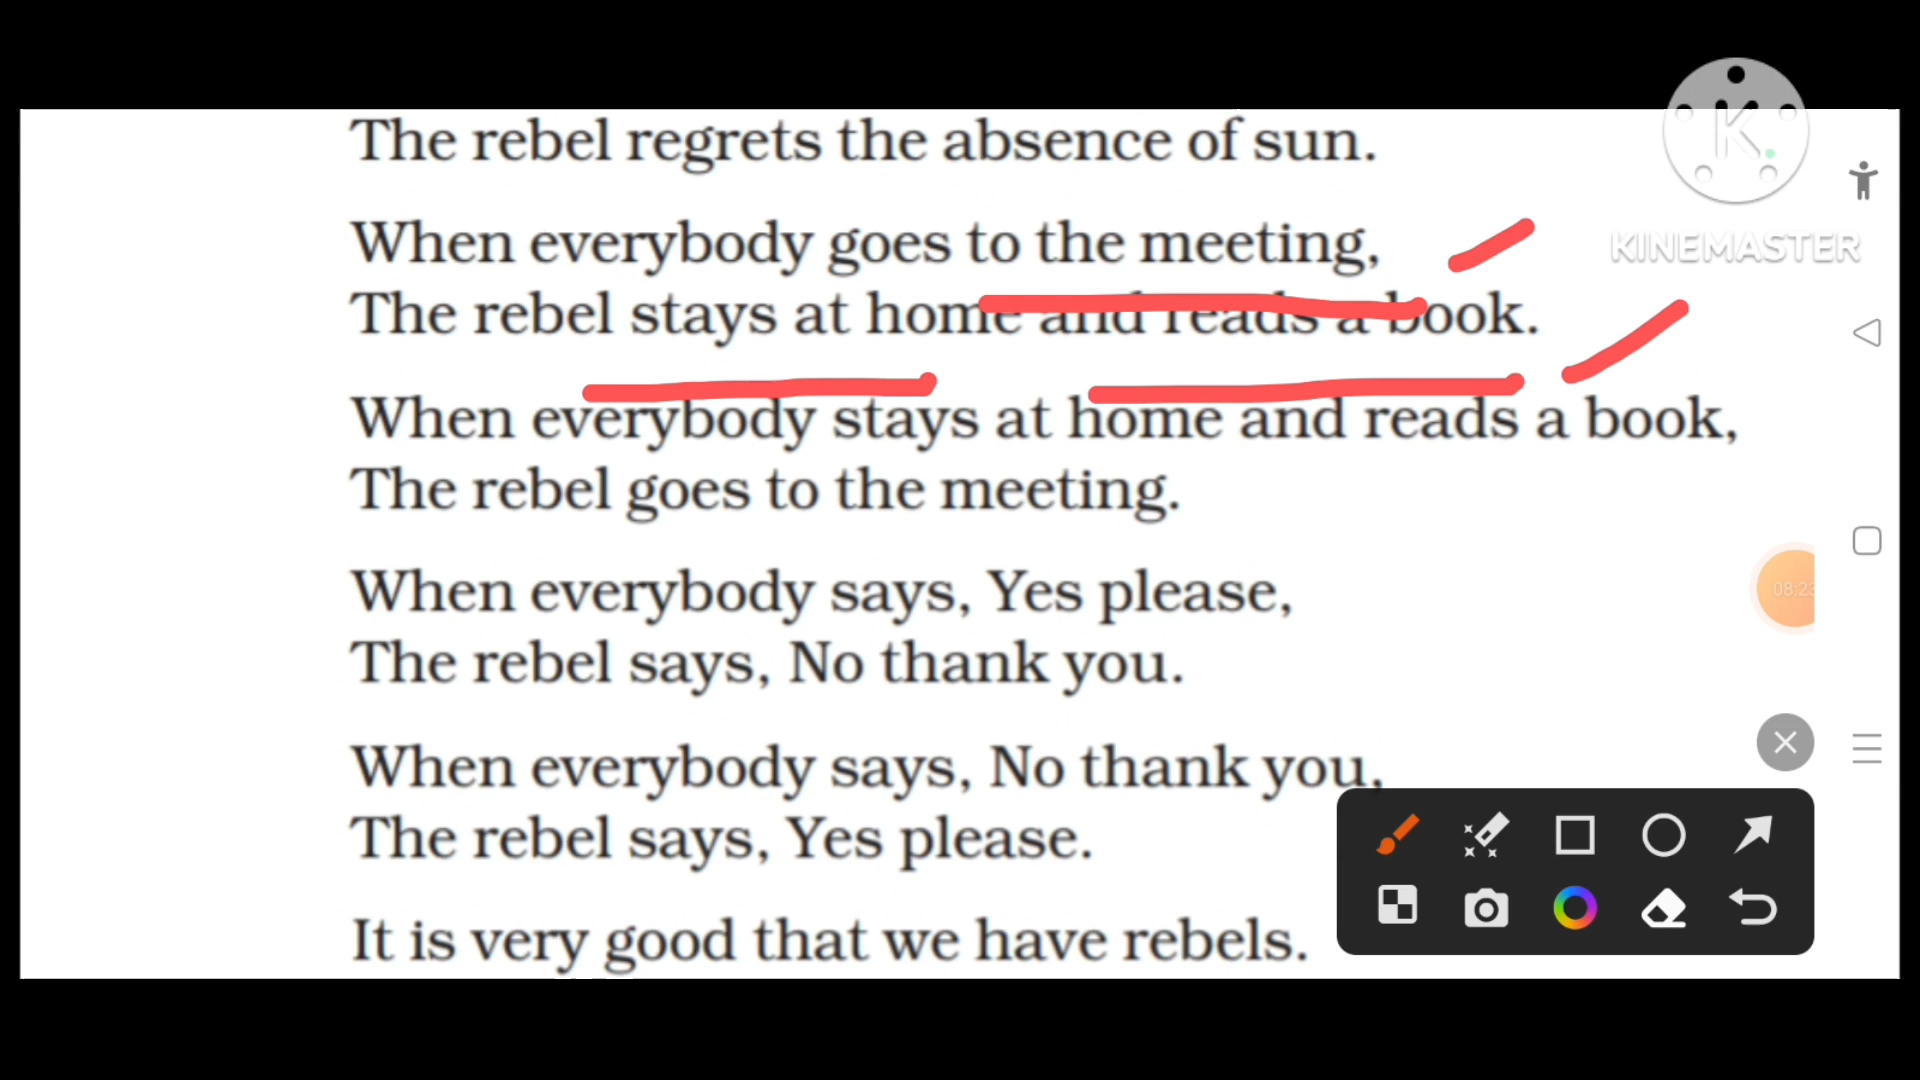 The rebel regrets the absence of sun.
When everybody goes to the meeting,
The rebel stays at home and reads a book.
When everybody stays at home and reads a book,
The rebel goes to the meeting.
When everybody says, Yes please,
The rebel says, No thank you.
When everybody says, No thank you,
The rebel says, Yes please.
It is very good that we have rebels.
K.
KINEMASTER
08:23